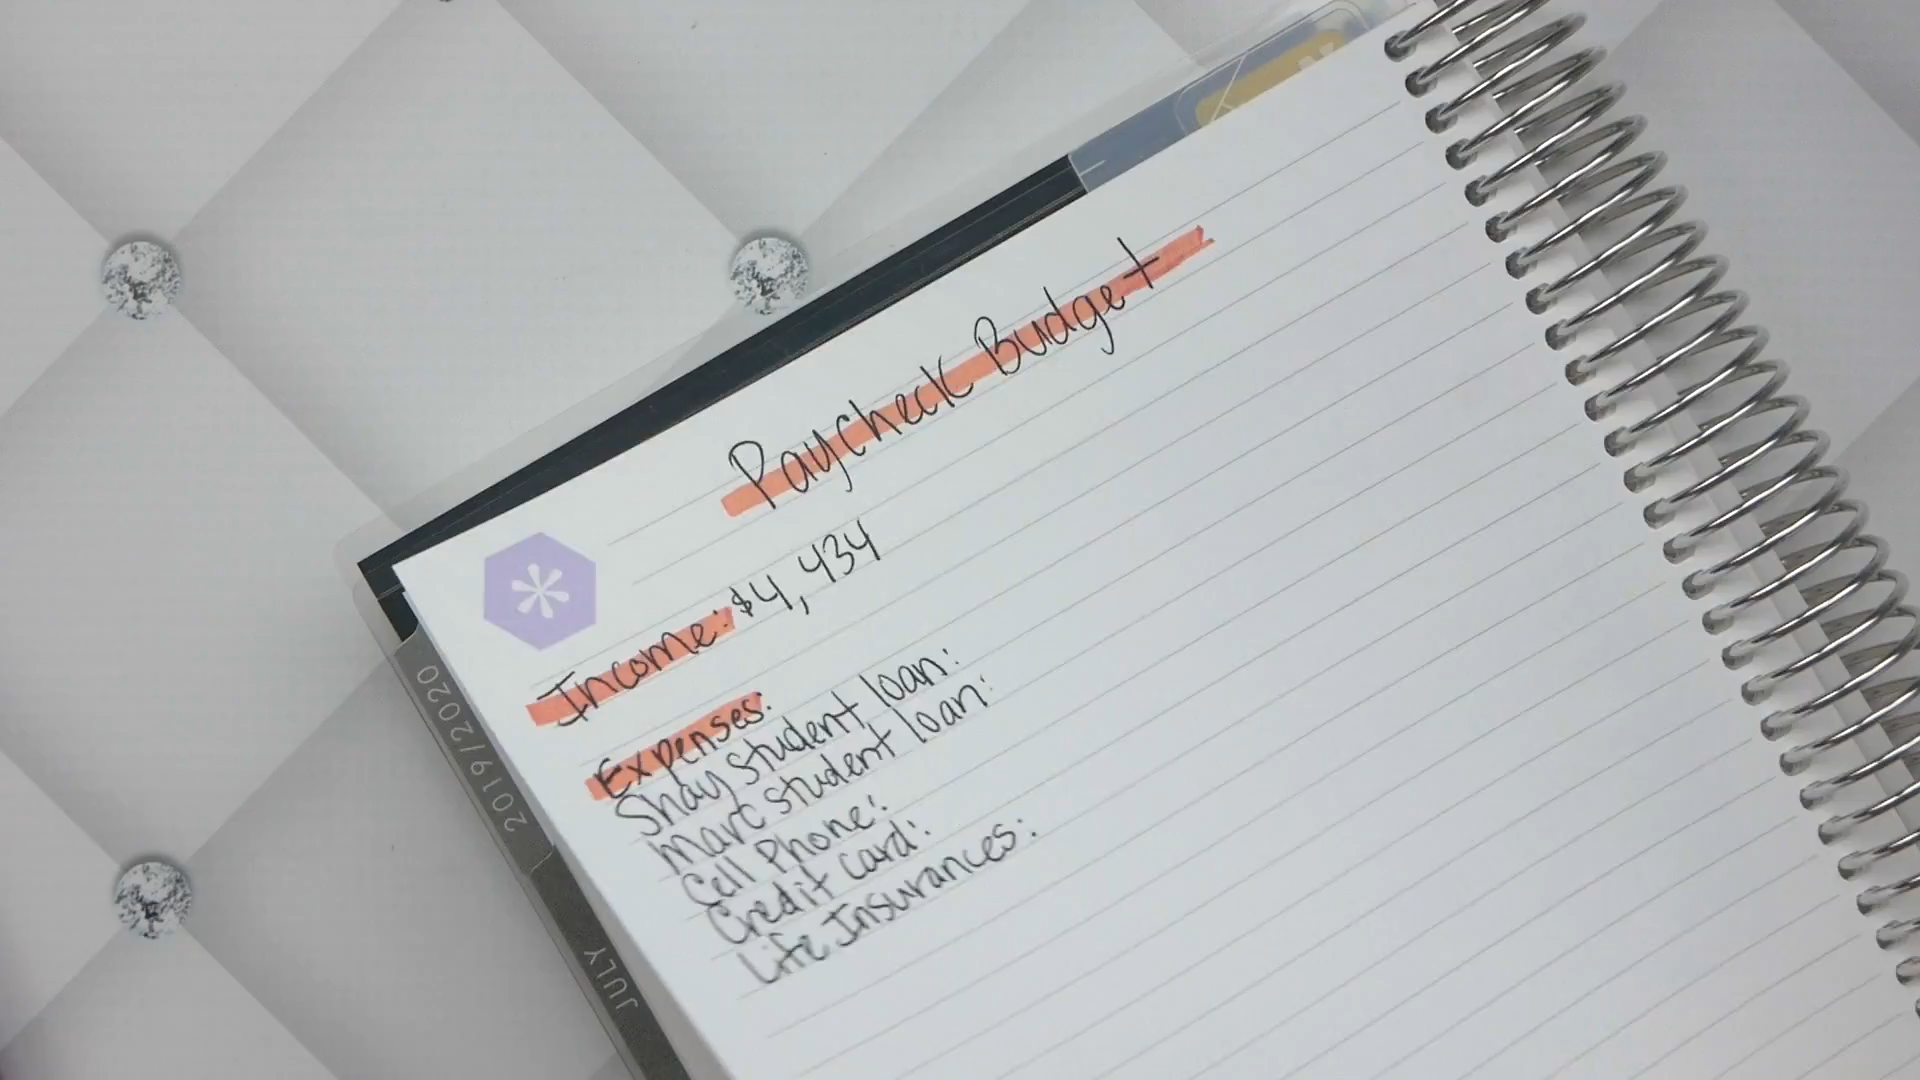 Paycheck Budget
Income: $4,434
Expenses:
Shay student loan:
Marc student loan:
Cell Phone:
Credit Card:
Life Insurances:
2019/2020
JULY